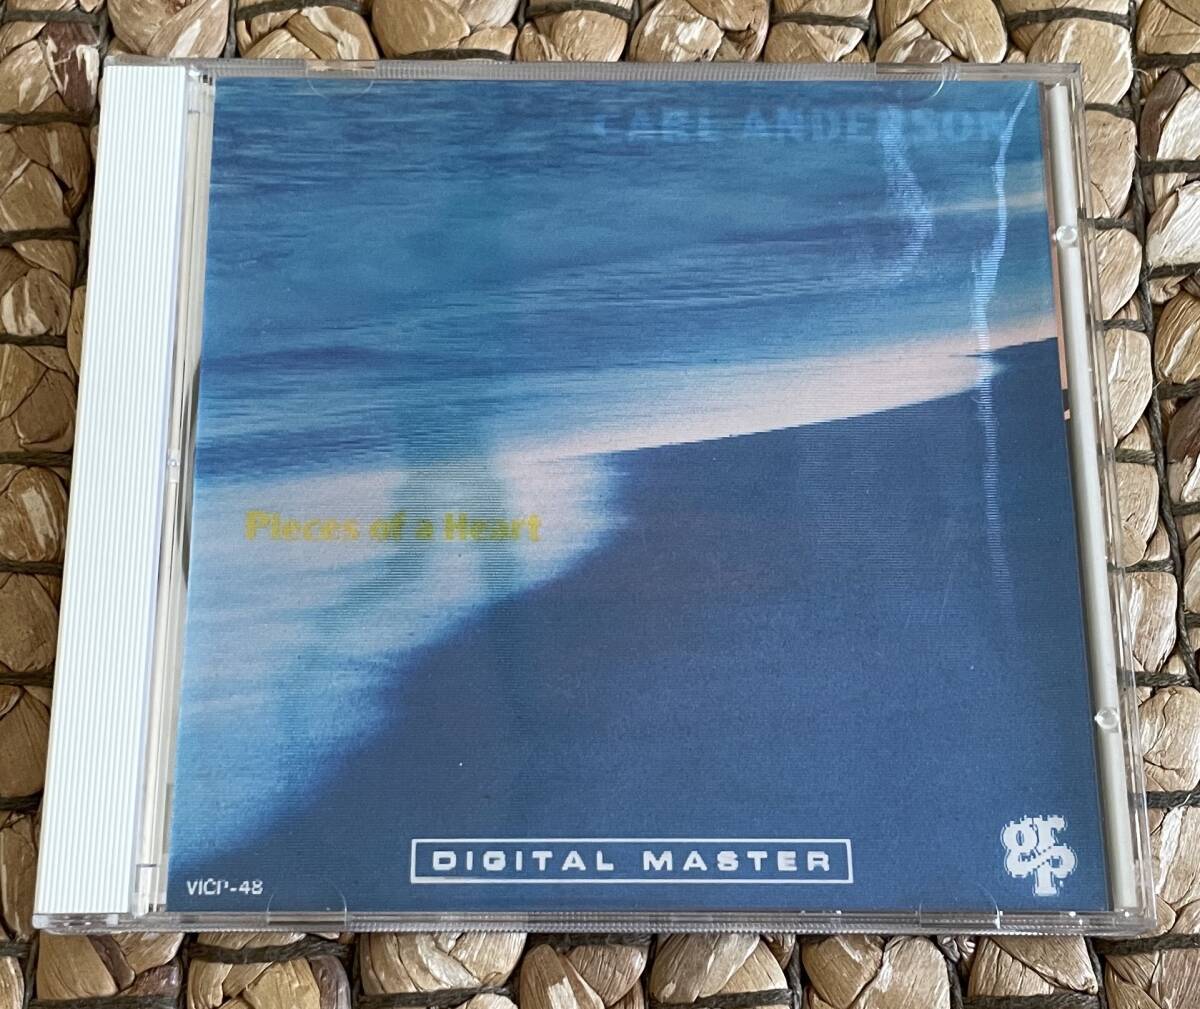 CARL ANDERSON
Pieces of a Heart
DIGITAL MASTER
grp
VICP-48